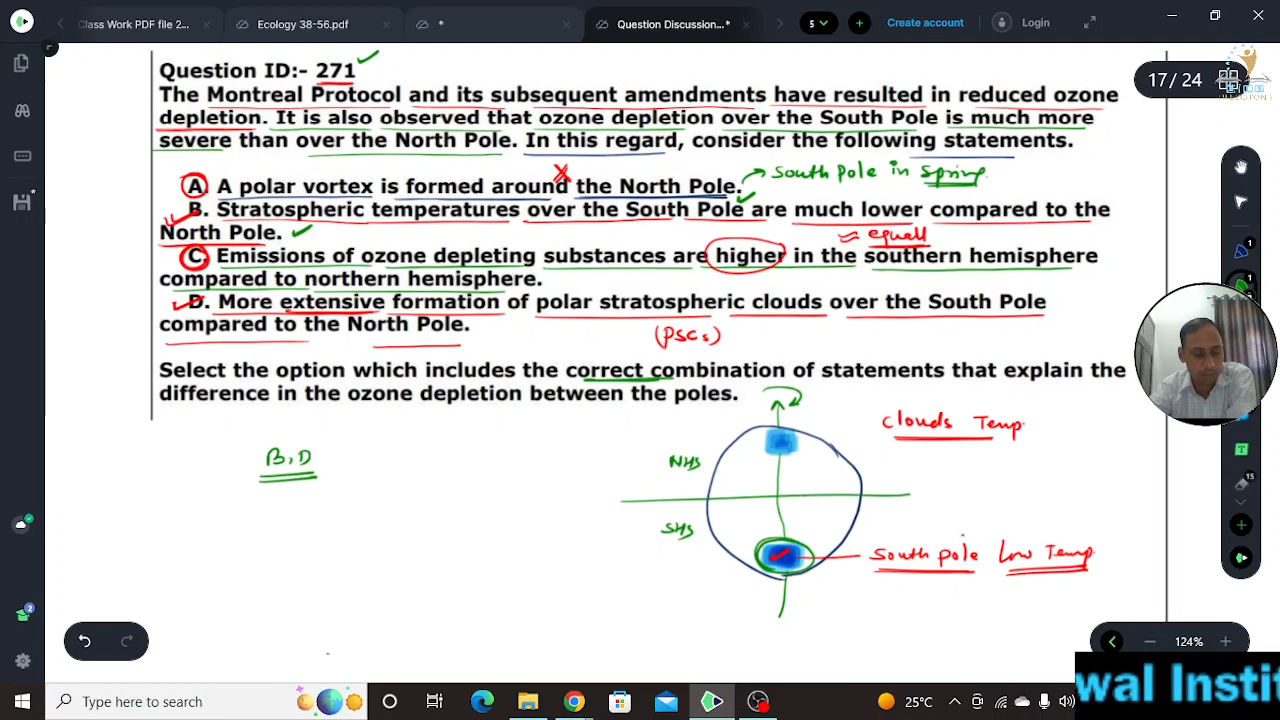 Class Work PDF file 2...
Ecology 38-56.pdf
*
Question Discussion...*
5
Create account
Login
17 / 24
Question ID:- 271
The Montreal Protocol and its subsequent amendments have resulted in reduced ozone
depletion. It is also observed that ozone depletion over the South Pole is much more
severe than over the North Pole. In this regard, consider the following statements.
South Pole in spring.
A. A polar vortex is formed around the North Pole.
B. Stratospheric temperatures over the South Pole are much lower compared to the
North Pole.
≈ equall
C. Emissions of ozone depleting substances are higher in the southern hemisphere
compared to northern hemisphere.
D. More extensive formation of polar stratospheric clouds over the South Pole
compared to the North Pole.
(PSCs)
Select the option which includes the correct combination of statements that explain the
difference in the ozone depletion between the poles.
Clouds Temp.
B, D
NHS
SHS
South pole Low Temp.
124%
wal Instit
Type here to search
25°C
1
1
15
2